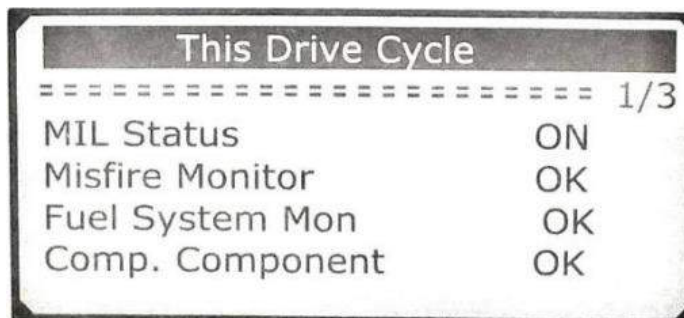 This Drive Cycle
======================= 1/3
MIL Status ON
Misfire Monitor OK
Fuel System Mon OK
Comp. Component OK